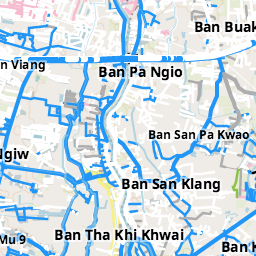 Ban Buak
n Viang
Ban Pa Ngio
Ban San Pa Kwao
Ngiw
Ban San Klang
Ban Tha Khi Khwai
Mu 9
Ban K